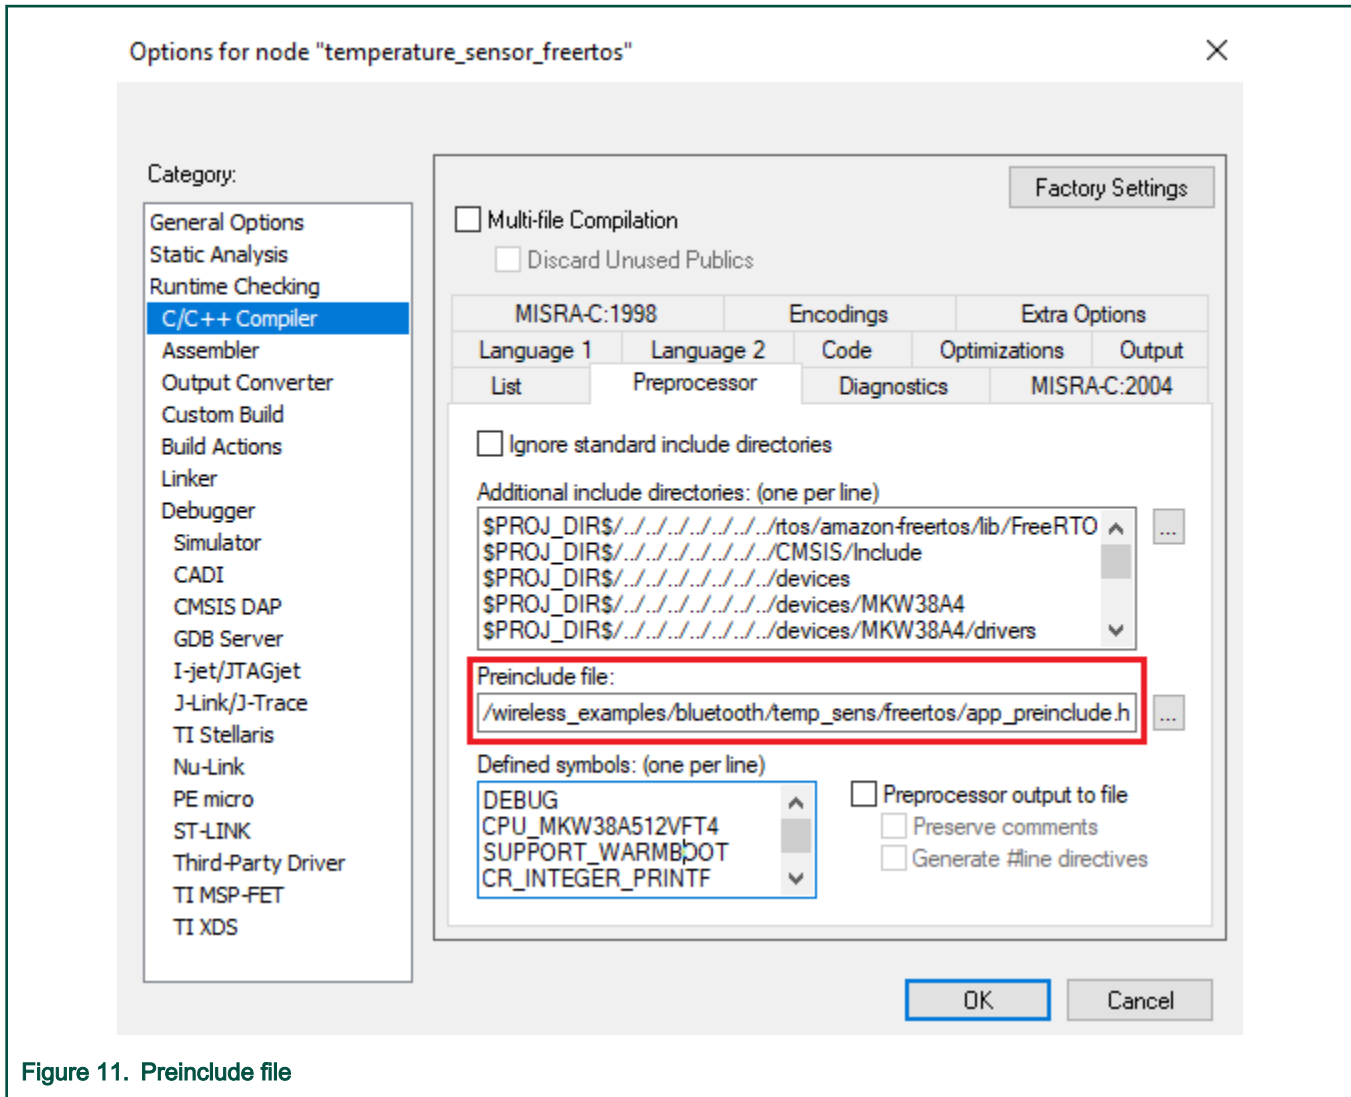 Options for node "temperature_sensor_freertos"
Category:
General Options
Static Analysis
Runtime Checking
C/C++ Compiler
Assembler
Output Converter
Custom Build
Build Actions
Linker
Debugger
Simulator
CADI
CMSIS DAP
GDB Server
I-jet/JTAGjet
J-Link/J-Trace
TI Stellaris
Nu-Link
PE micro
ST-LINK
Third-Party Driver
TI MSP-FET
TI XDS
Factory Settings
Multi-file Compilation
Discard Unused Publics
MISRA-C:1998 Encodings Extra Options
Language 1 Language 2 Code Optimizations Output
List Preprocessor Diagnostics MISRA-C:2004
Ignore standard include directories
Additional include directories: (one per line)
$PROJ_DIR$/../../../../../../../rtos/amazon-freertos/lib/FreeRTO
...
$PROJ_DIR$/../../../../../../../CMSIS/Include
$PROJ_DIR$/../../../../../../../devices
$PROJ_DIR$/../../../../../../../devices/MKW38A4
$PROJ_DIR$/../../../../../../../devices/MKW38A4/drivers
Preinclude file:
/wireless_examples/bluetooth/temp_sens/freertos/app_preinclude.h
...
Defined symbols: (one per line)
DEBUG
CPU_MKW38A512VFT4
SUPPORT_WARMBOOT
CR_INTEGER_PRINTF
Preprocessor output to file
Preserve comments
Generate #line directives
OK
Cancel
Figure 11. Preinclude file